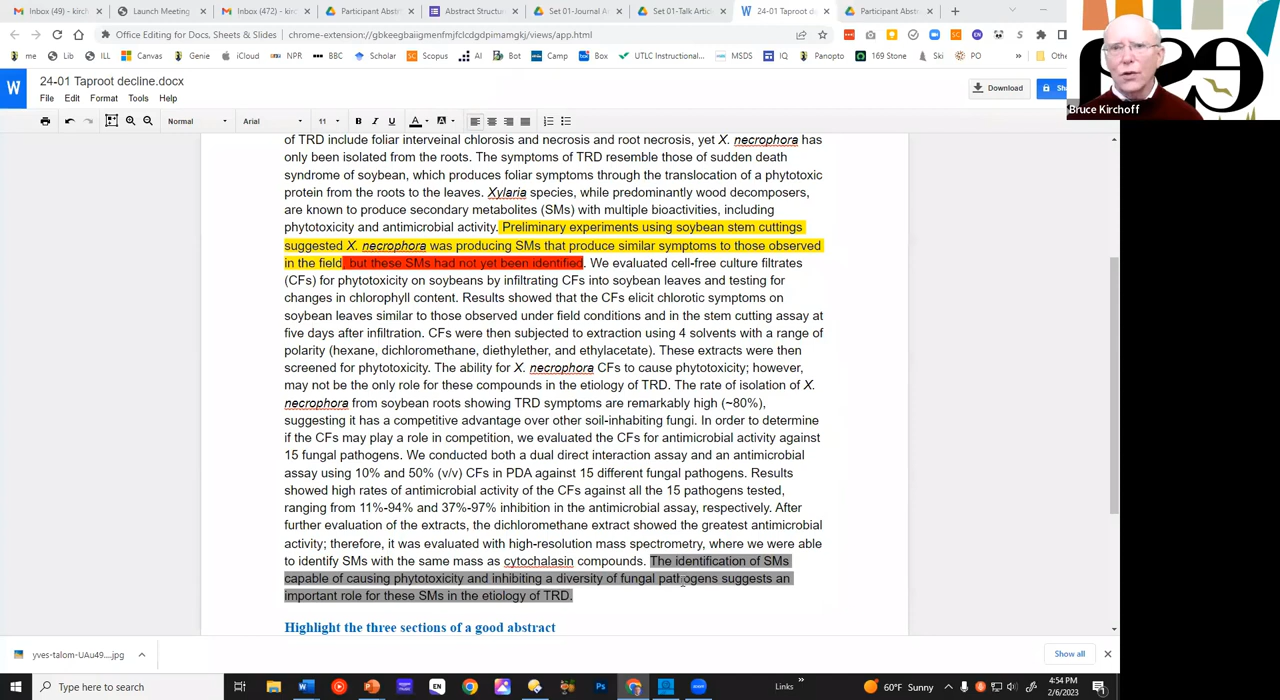 Inbox (49) - kirch
Launch Meeting
Inbox (472) - kirc
Participant Abstr
Abstract Structur
Set 01-Journal A
Set 01-Talk Artic
24-01 Taproot de
Participant Abstr
Office Editing for Docs, Sheets & Slides | chrome-extension://gbkeegbaiigmenfmjfclcdgdpimamgkj/views/app.html
me Lib ILL Canvas Genie iCloud NPR BBC Scholar Scopus AI Bot Camp Box UTLC Instructional... MSDS IQ Panopto 169 Stone Ski PO » Othe
Bruce Kirchoff
W 24-01 Taproot decline.docx
File Edit Format Tools Help
Download
Sh
Normal Arial 11 B I U A A
of TRD include foliar interveinal chlorosis and necrosis and root necrosis, yet X. necrophora has
only been isolated from the roots. The symptoms of TRD resemble those of sudden death
syndrome of soybean, which produces foliar symptoms through the translocation of a phytotoxic
protein from the roots to the leaves. Xylaria species, while predominantly wood decomposers,
are known to produce secondary metabolites (SMs) with multiple bioactivities, including
phytotoxicity and antimicrobial activity. Preliminary experiments using soybean stem cuttings
suggested X. necrophora was producing SMs that produce similar symptoms to those observed
in the field, but these SMs had not yet been identified. We evaluated cell-free culture filtrates
(CFs) for phytotoxicity on soybeans by infiltrating CFs into soybean leaves and testing for
changes in chlorophyll content. Results showed that the CFs elicit chlorotic symptoms on
soybean leaves similar to those observed under field conditions and in the stem cutting assay at
five days after infiltration. CFs were then subjected to extraction using 4 solvents with a range of
polarity (hexane, dichloromethane, diethylether, and ethylacetate). These extracts were then
screened for phytotoxicity. The ability for X. necrophora CFs to cause phytotoxicity; however,
may not be the only role for these compounds in the etiology of TRD. The rate of isolation of X.
necrophora from soybean roots showing TRD symptoms are remarkably high (~80%),
suggesting it has a competitive advantage over other soil-inhabiting fungi. In order to determine
if the CFs may play a role in competition, we evaluated the CFs for antimicrobial activity against
15 fungal pathogens. We conducted both a dual direct interaction assay and an antimicrobial
assay using 10% and 50% (v/v) CFs in PDA against 15 different fungal pathogens. Results
showed high rates of antimicrobial activity of the CFs against all the 15 pathogens tested,
ranging from 11%-94% and 37%-97% inhibition in the antimicrobial assay, respectively. After
further evaluation of the extracts, the dichloromethane extract showed the greatest antimicrobial
activity; therefore, it was evaluated with high-resolution mass spectrometry, where we were able
to identify SMs with the same mass as cytochalasin compounds. The identification of SMs
capable of causing phytotoxicity and inhibiting a diversity of fungal pathogens suggests an
important role for these SMs in the etiology of TRD.
Highlight the three sections of a good abstract
yves-talom-UAu49....jpg
Show all
Type here to search
Links »
60°F Sunny
4:54 PM
2/6/2023